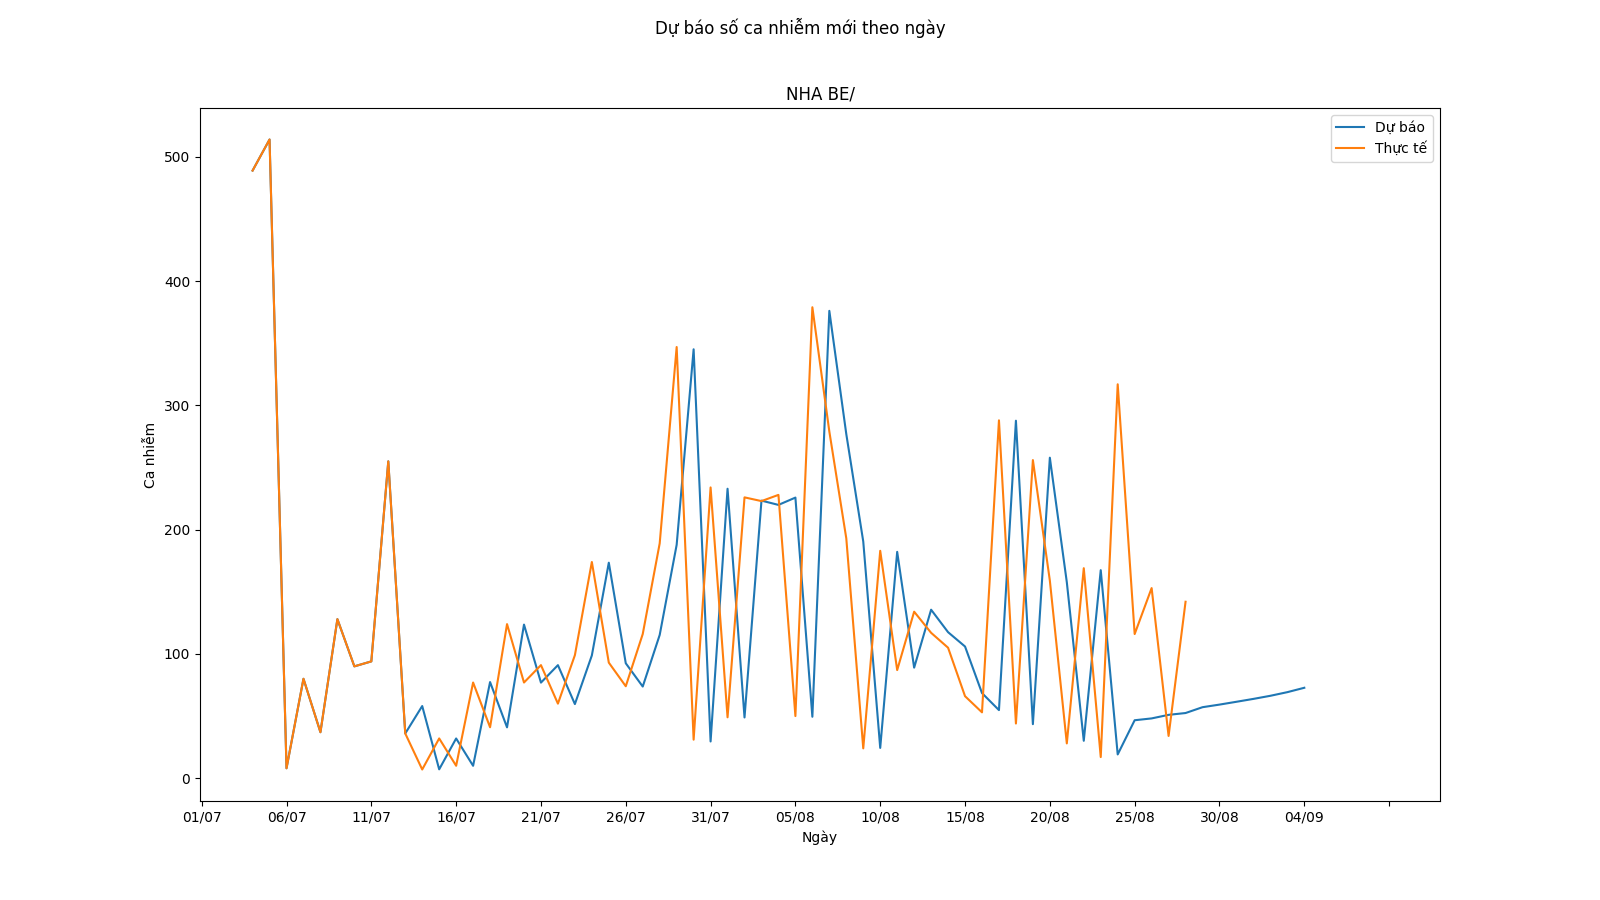 Dự báo số ca nhiễm mới theo ngày
NHA BE/
Dự báo
Thực tế
500
400
300
200
100
0
Ca nhiễm
01/07 06/07 11/07 16/07 21/07 26/07 31/07 05/08 10/08 15/08 20/08 25/08 30/08 04/09
Ngày